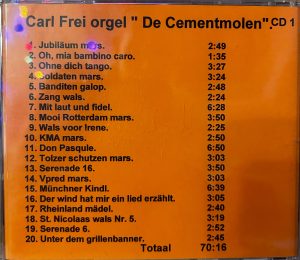 Carl Frei orgel " De Cementmolen". CD 1
1. Jubiläum mars. 2:49
2. Oh, mia bambino caro. 1:35
3. Ohne dich tango. 3:27
4. Soldaten mars. 3:24
5. Banditen galop. 2:48
6. Zang wals. 2:24
7. Mit laut und fidel. 6:28
8. Mooi Rotterdam mars. 3:50
9. Wals voor Irene. 2:25
10. KMA mars. 2:50
11. Don Pasqule. 6:50
12. Tolzer schutzen mars. 3:03
13. Serenade 16. 3:50
14. Vpred mars. 3:03
15. Münchner Kindl. 6:39
16. Der wind hat mir ein lied erzählt. 3:05
17. Rheinland mädel. 2:40
18. St. Nicolaas wals Nr. 5. 3:19
19. Serenade 6. 2:52
20. Unter dem grillenbanner. 2:45
Totaal 70:16